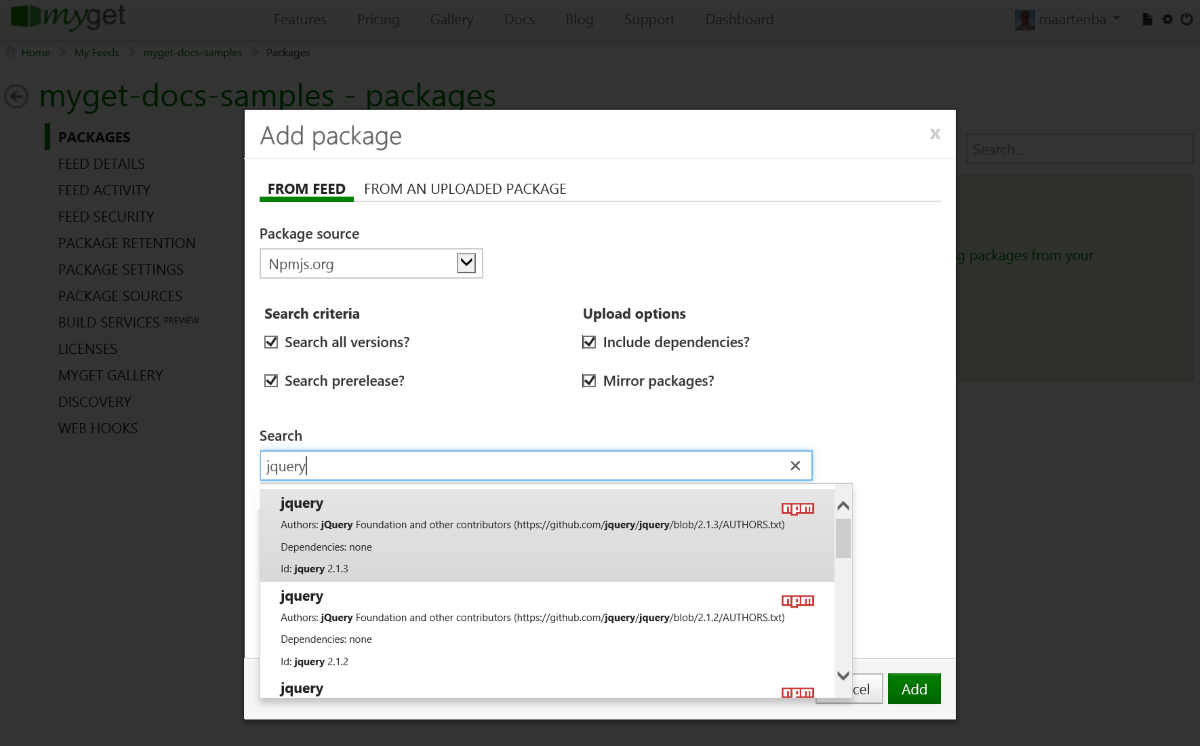 myget
Features Pricing Gallery Docs Blog Support Dashboard maartenba
Home My Feeds myget-docs-samples Packages
myget-docs-samples - packages
PACKAGES
FEED DETAILS
FEED ACTIVITY
FEED SECURITY
PACKAGE RETENTION
PACKAGE SETTINGS
PACKAGE SOURCES
BUILD SERVICES PREVIEW
LICENSES
MYGET GALLERY
DISCOVERY
WEB HOOKS
Search...
packages from your
Add package
x
FROM FEED FROM AN UPLOADED PACKAGE
Package source
Npmjs.org
Search criteria Upload options
Search all versions? Include dependencies?
Search prerelease? Mirror packages?
Search
jquery
jquery
npm
Authors: jQuery Foundation and other contributors (https://github.com/jquery/jquery/blob/2.1.3/AUTHORS.txt)
Dependencies: none
Id: jquery 2.1.3
jquery
npm
Authors: jQuery Foundation and other contributors (https://github.com/jquery/jquery/blob/2.1.2/AUTHORS.txt)
Dependencies: none
Id: jquery 2.1.2
jquery
npm
Add